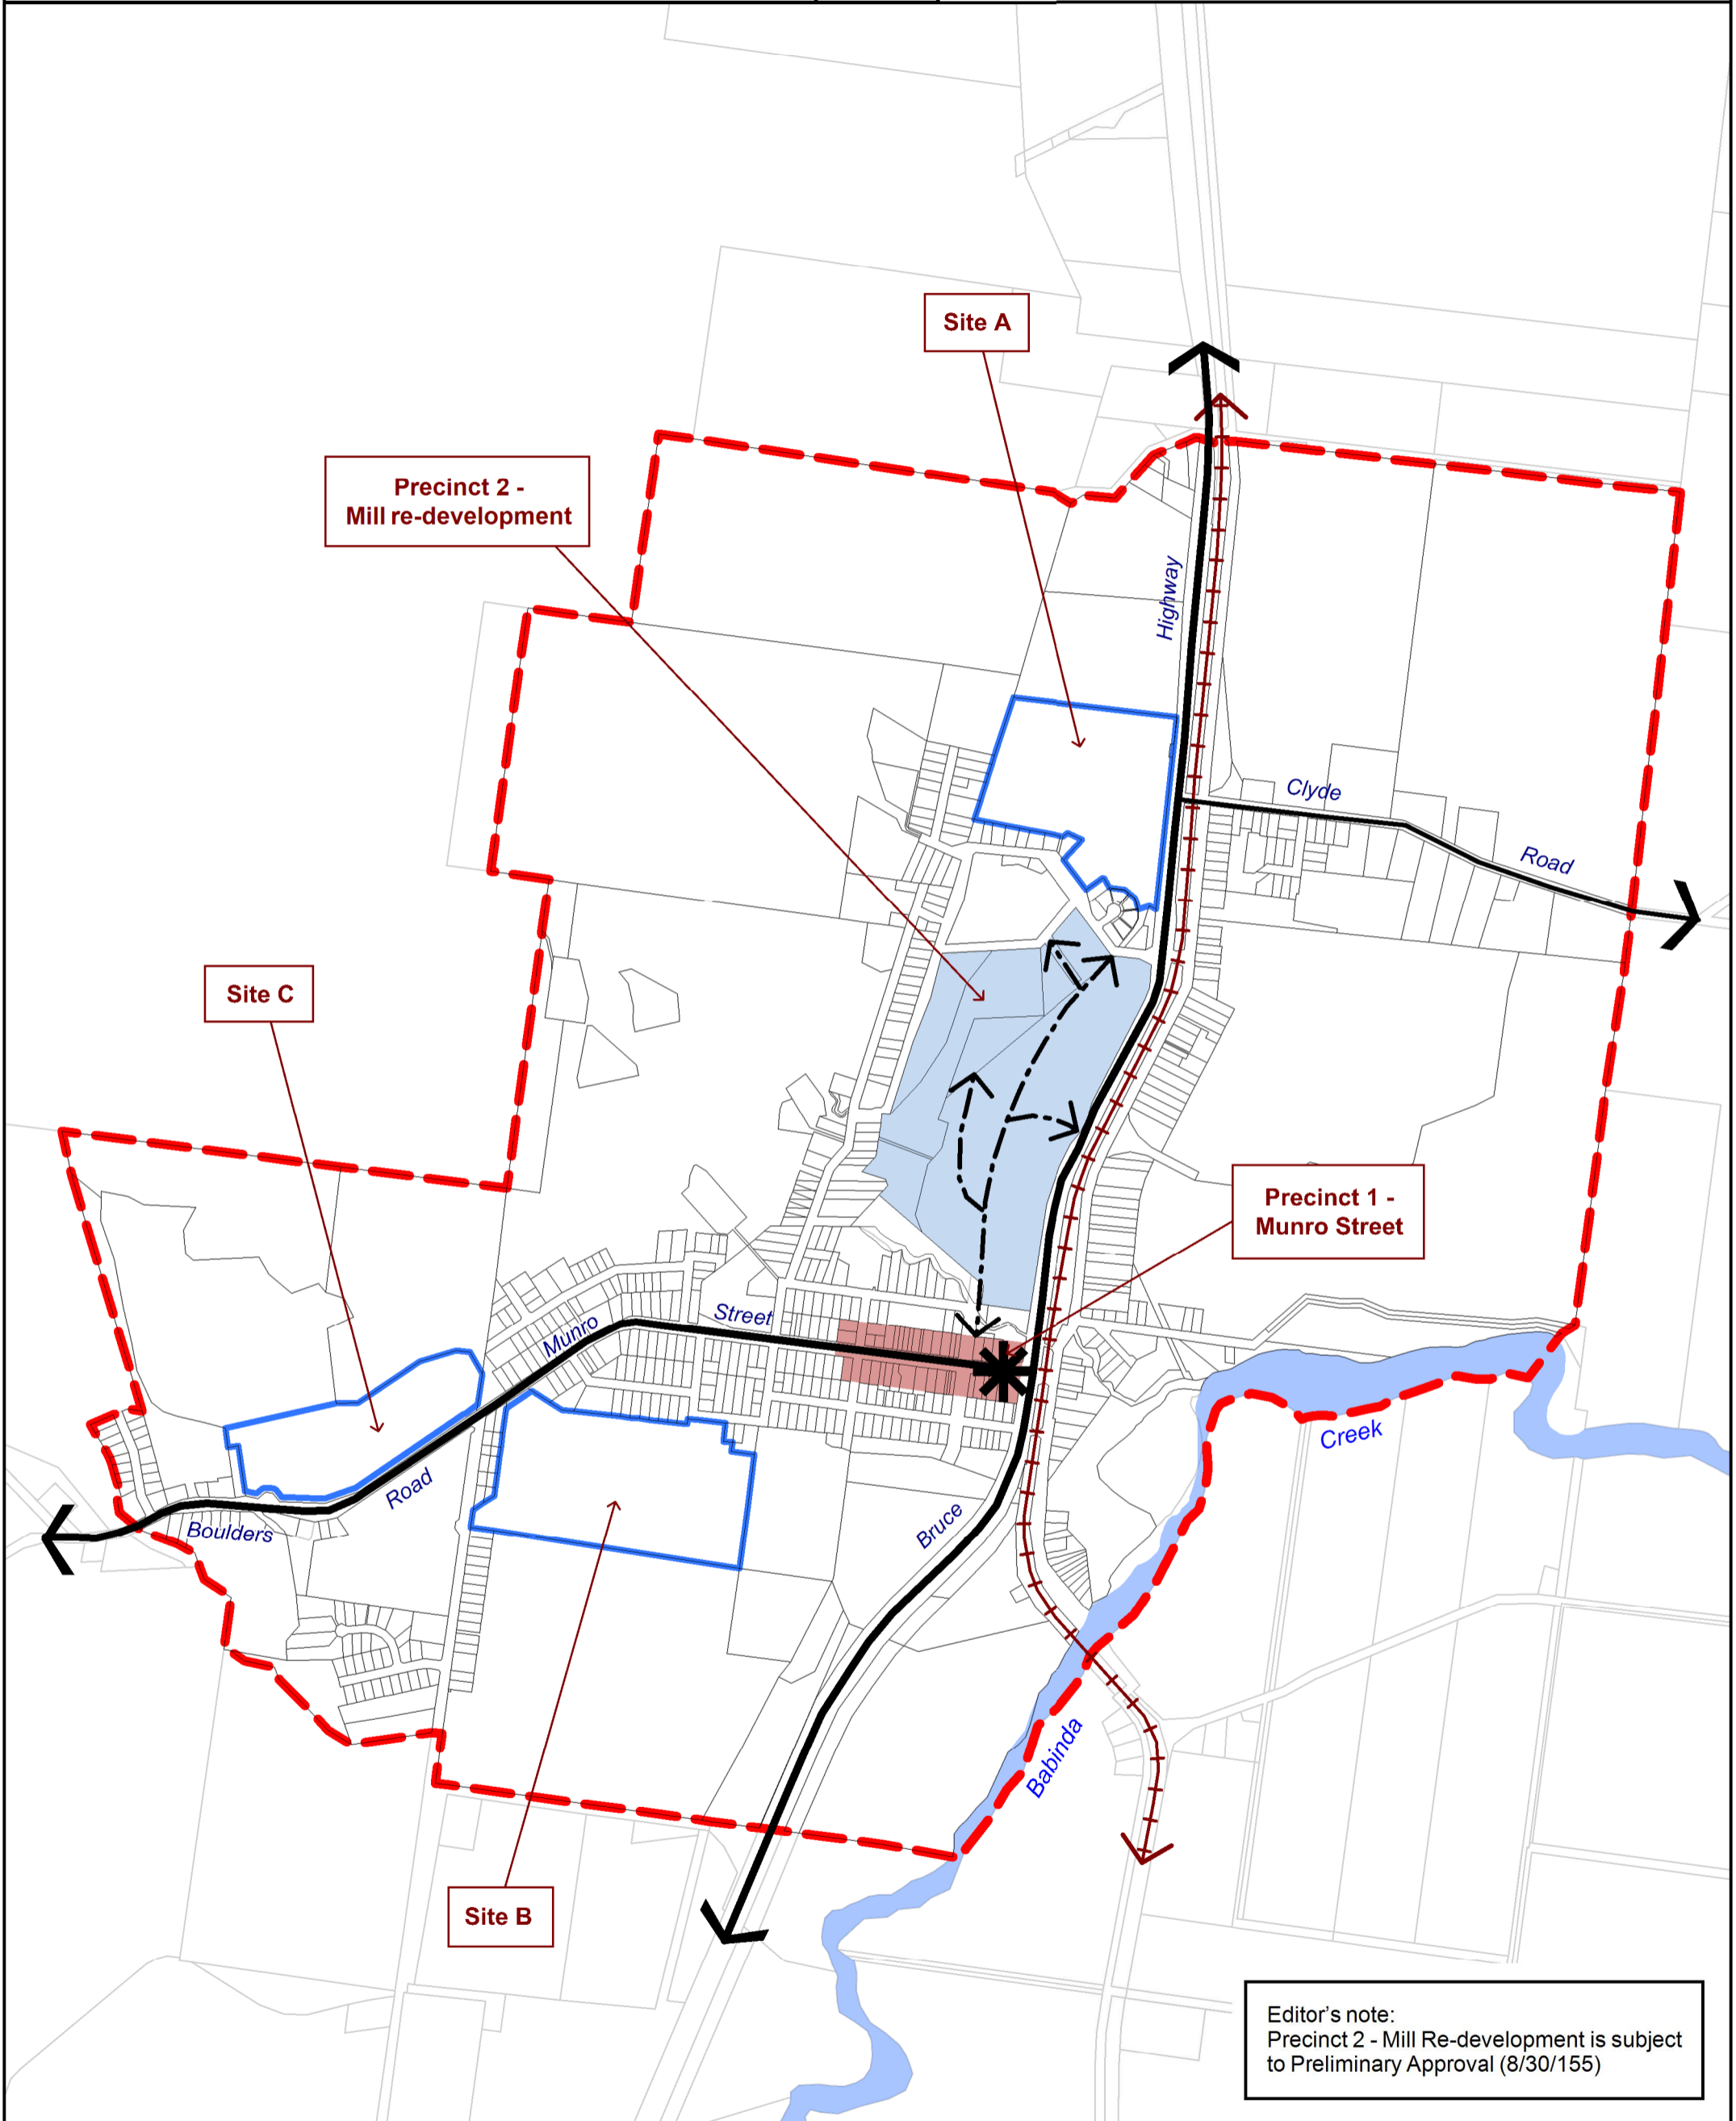 Site A
Precinct 2 -
Mill re-development
Highway
Clyde
Road
Site C
Precinct 1 -
Munro Street
Street
Munro
Creek
Road
Boulders
Bruce
Babinda
Site B
Editor's note:
Precinct 2 - Mill Re-development is subject
to Preliminary Approval (8/30/155)